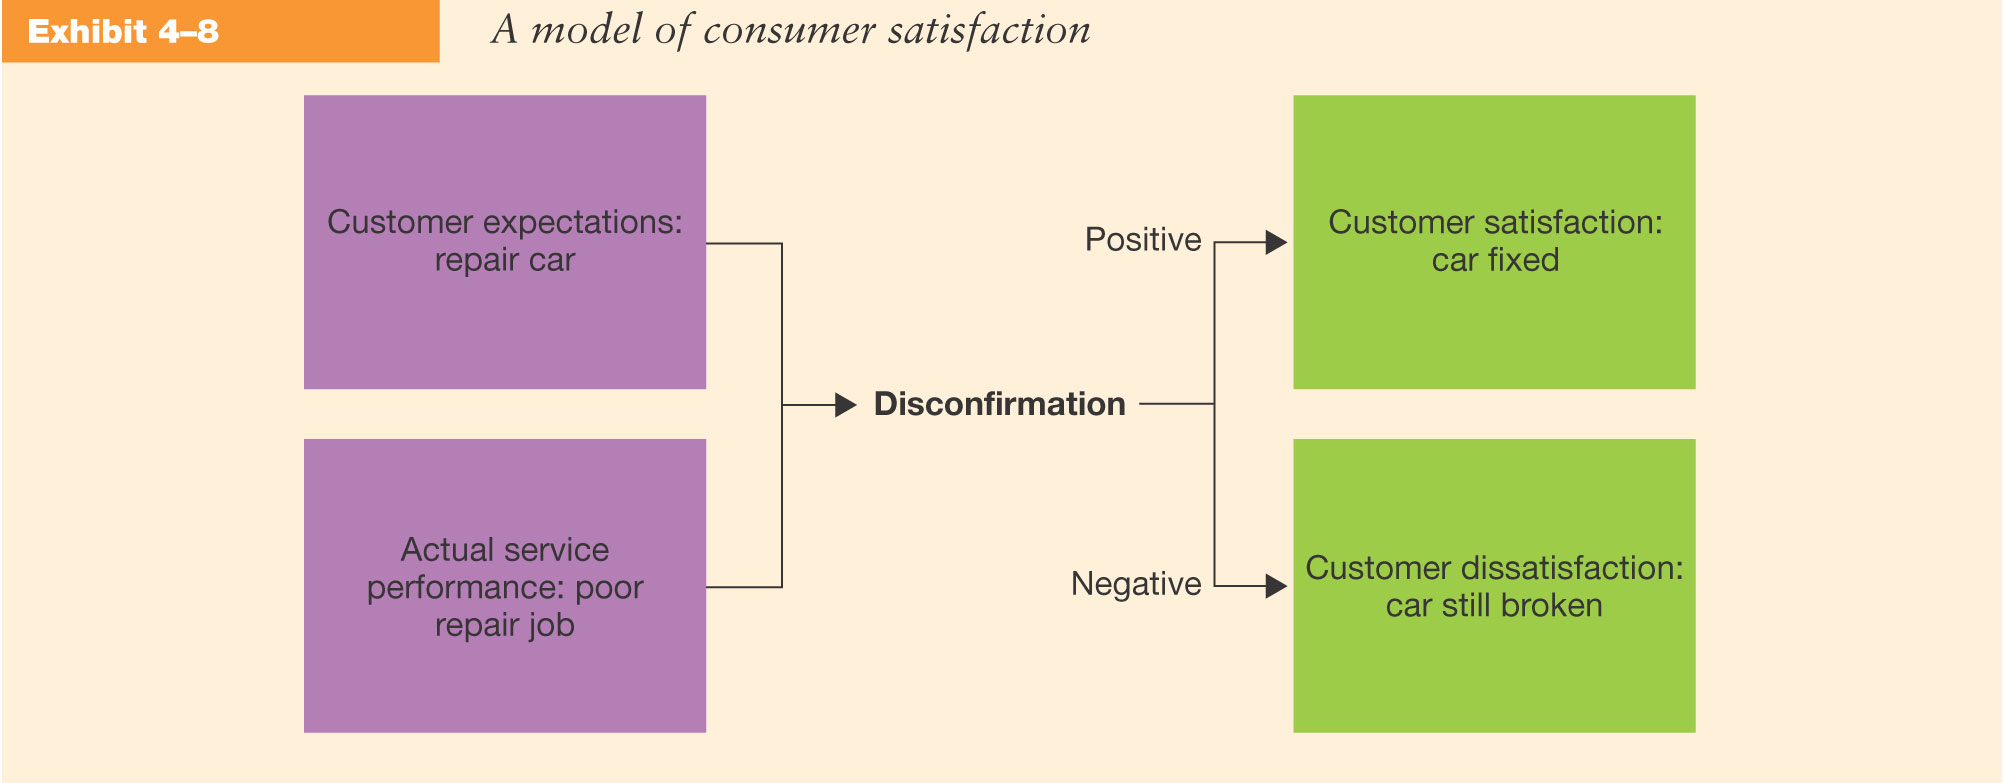 Exhibit 4–8
A model of consumer satisfaction
Customer expectations:
repair car
Actual service
performance: poor
repair job
Disconfirmation
Positive
Negative
Customer satisfaction:
car fixed
Customer dissatisfaction:
car still broken